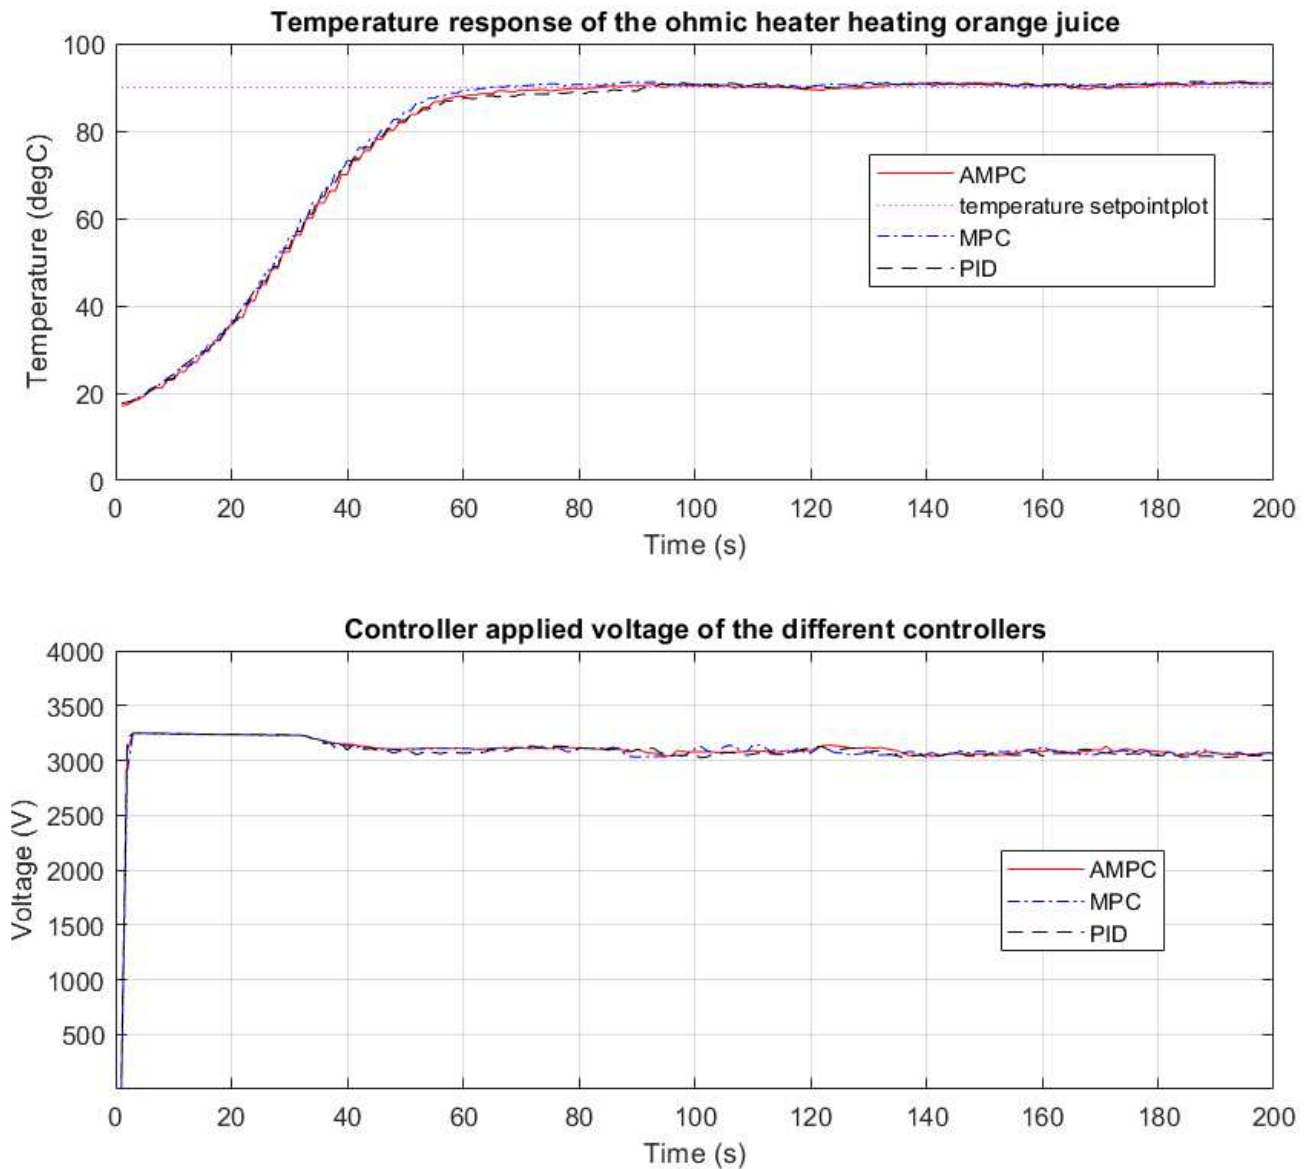 Temperature response of the ohmic heater heating orange juice
100
80
60
40
20
0
Temperature (degC)
AMPC
temperature setpointplot
MPC
PID
0 20 40 60 80 100 120 140 160 180 200
Time (s)
Controller applied voltage of the different controllers
4000
3500
3000
2500
2000
1500
1000
500
Voltage (V)
AMPC
MPC
PID
0 20 40 60 80 100 120 140 160 180 200
Time (s)